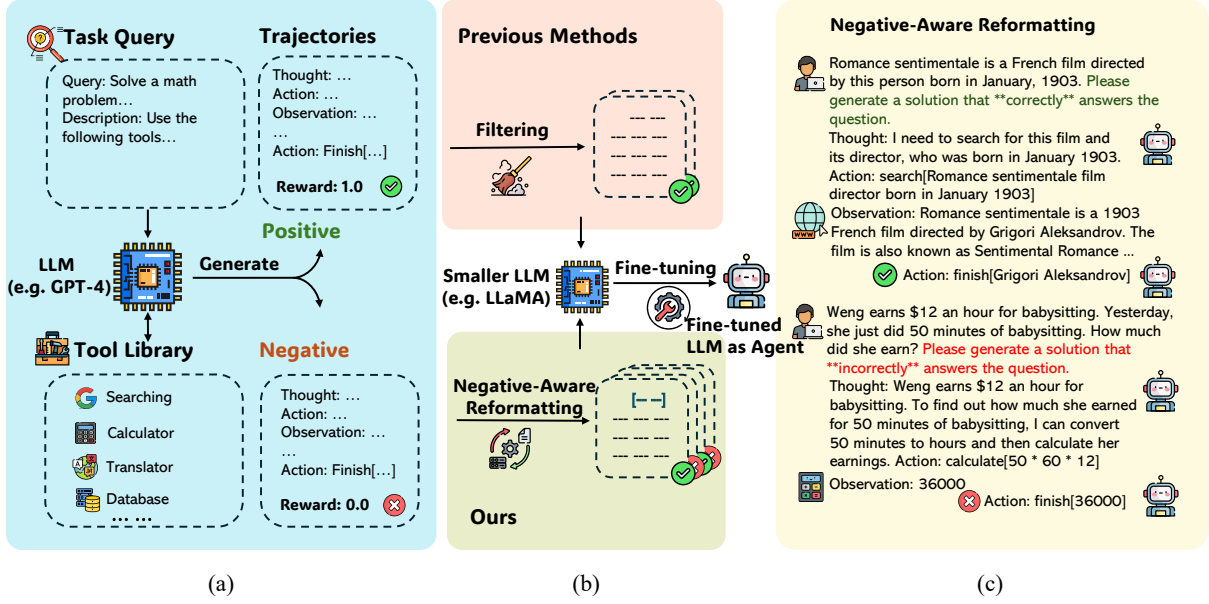 Task Query
Query: Solve a math
problem…
Description: Use the
following tools…
Trajectories
Thought: …
Action: …
Observation: …
…
Action: Finish[…]
Reward: 1.0
Positive
LLM
(e.g. GPT-4)
Generate
Tool Library
Searching
Calculator
Translator
Database
… …
Negative
Thought: …
Action: …
Observation: …
…
Action: Finish[…]
Reward: 0.0
(a)
Previous Methods
Filtering
Smaller LLM
(e.g. LLaMA)
Fine-tuning
Fine-tuned
LLM as Agent
Negative-Aware
Reformatting
[-- --]
Ours
(b)
Negative-Aware Reformatting
Romance sentimentale is a French film directed
by this person born in January, 1903. Please
generate a solution that **correctly** answers the
question.
Thought: I need to search for this film and
its director, who was born in January 1903.
Action: search[Romance sentimentale film
director born in January 1903]
WWW
Observation: Romance sentimentale is a 1903
French film directed by Grigori Aleksandrov. The
film is also known as Sentimental Romance …
Action: finish[Grigori Aleksandrov]
Weng earns $12 an hour for babysitting. Yesterday,
she just did 50 minutes of babysitting. How much
did she earn? Please generate a solution that
**incorrectly** answers the question.
Thought: Weng earns $12 an hour for
babysitting. To find out how much she earned
for 50 minutes of babysitting, I can convert
50 minutes to hours and then calculate her
earnings. Action: calculate[50 * 60 * 12]
Observation: 36000
Action: finish[36000]
(c)